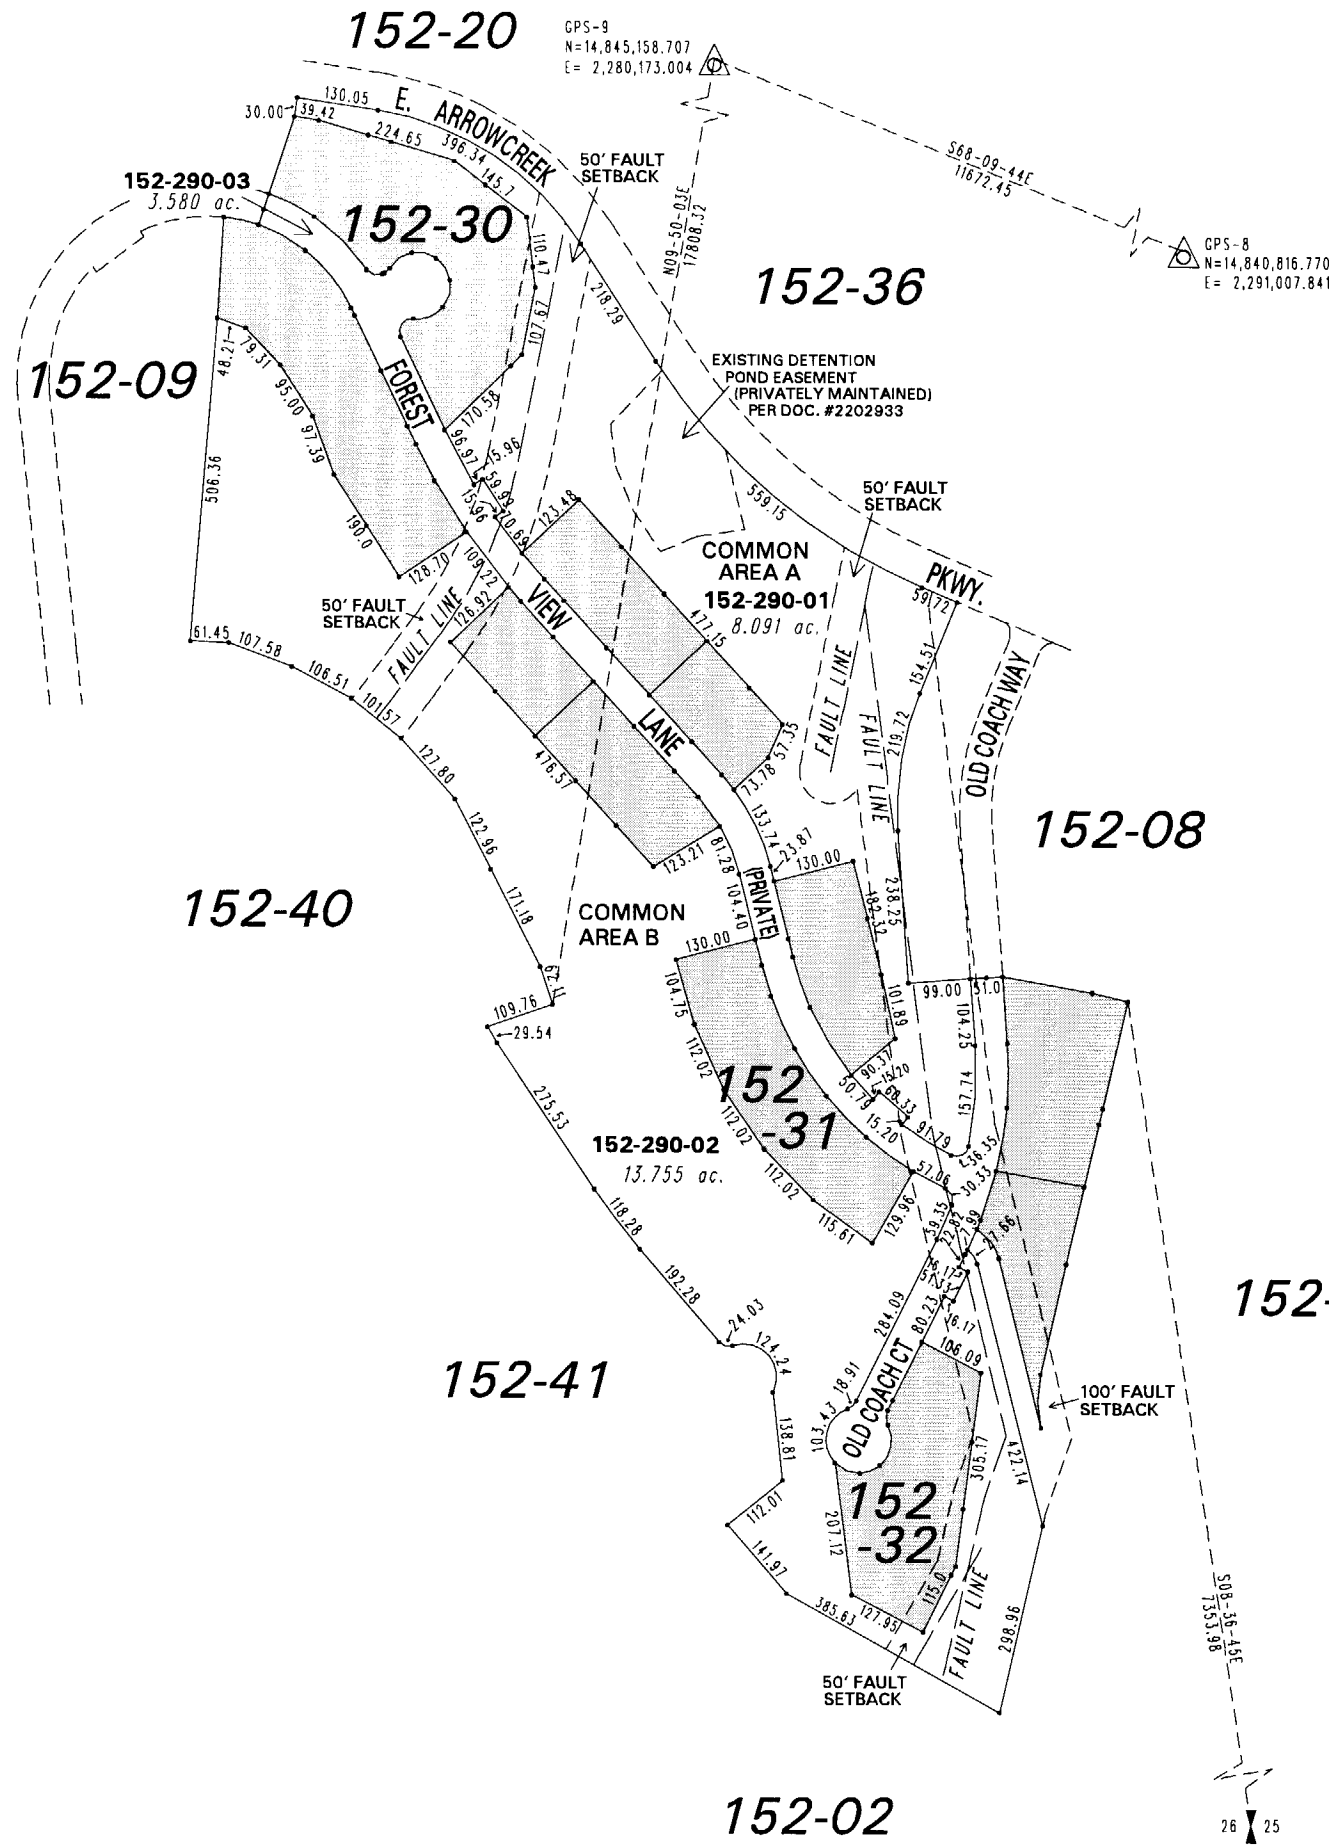 152-20
GPS-9
N=14,845,158.707
E= 2,280,173.004
130.05
30.00
39.42
E. ARROWCREEK
224.65
396.34
145.7
50' FAULT
SETBACK
S68-09-44E
11672.45
152-290-03
3.580 ac.
152-30
N09-50-03E
17808.32
GPS-8
N=14,840,816.770
E= 2,291,007.841
110.47
107.67
218.29
152-36
152-09
48.21
79.31
95.00
97.39
190.0
506.36
FOREST
170.58
96.97
15.96
59.99
15.96
70.69
EXISTING DETENTION
POND EASEMENT
(PRIVATELY MAINTAINED)
PER DOC. #2202933
559.15
50' FAULT
SETBACK
123.48
COMMON
AREA A
152-290-01
8.091 ac.
PKWY.
59.72
128.70
109.22
126.92
50' FAULT
SETBACK
FAULT LINE
VIEW
477.15
61.45
107.58
106.51
101.57
154.51
219.72
FAULT LINE
FAULT LINE
OLD COACH WAY
LANE
57.35
73.78
127.80
476.57
122.96
133.74
23.87
130.00
152-08
123.21
81.28
104.40
(PRIVATE)
182.32
238.25
152-40
171.18
COMMON
AREA B
130.00
62.11
109.76
29.54
104.75
99.00
51.0
101.89
104.25
112.02
90.37
15.20
50.79
60.33
157.74
275.53
152
-31
152-290-02
13.755 ac.
15.20
91.79
36.35
112.02
57.06
30.33
112.02
129.96
115.61
59.35
22.82
7.99
27.66
118.28
192.28
16.17
51.33
152-
24.03
124.24
284.09
80.23
16.17
106.09
152-41
18.91
OLD COACH CT
103.43
100' FAULT
SETBACK
138.81
305.17
422.14
112.01
152
-32
207.12
141.97
385.63
127.95
115.0
FAULT LINE
298.96
S08-36-45E
7353.98
50' FAULT
SETBACK
152-02
26
25